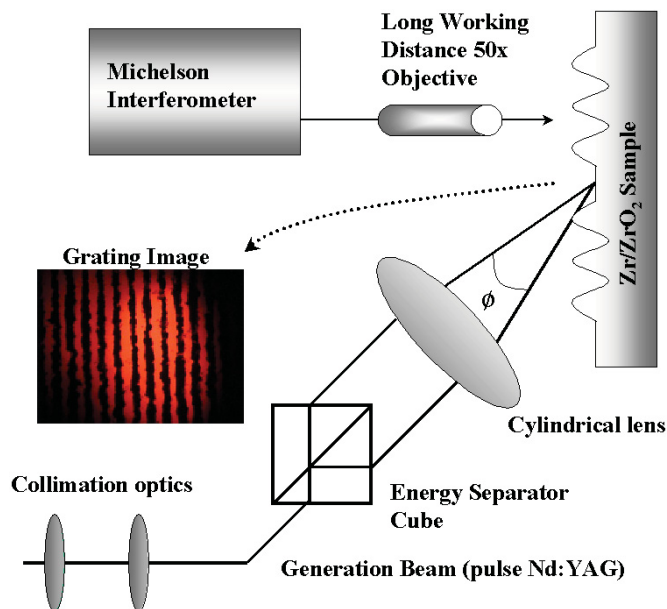 Michelson
Interferometer
Long Working
Distance 50x
Objective
Zr/ZrO₂ Sample
Grating Image
ϕ
Cylindrical lens
Collimation optics
Energy Separator
Cube
Generation Beam (pulse Nd:YAG)